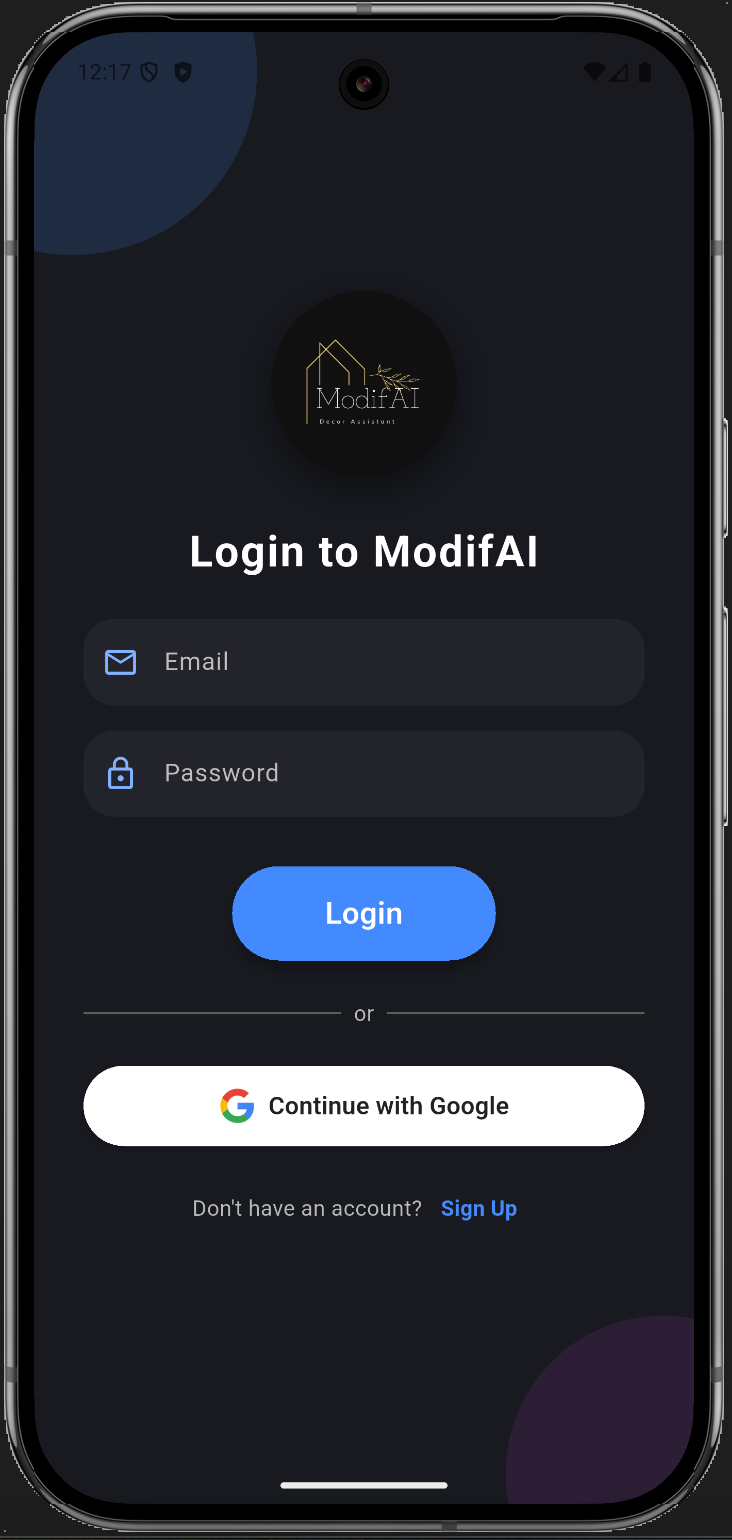 12:17
ModifAI
Decor Assistant
Login to ModifAI
Email
Password
Login
or
Continue with Google
Don't have an account? Sign Up